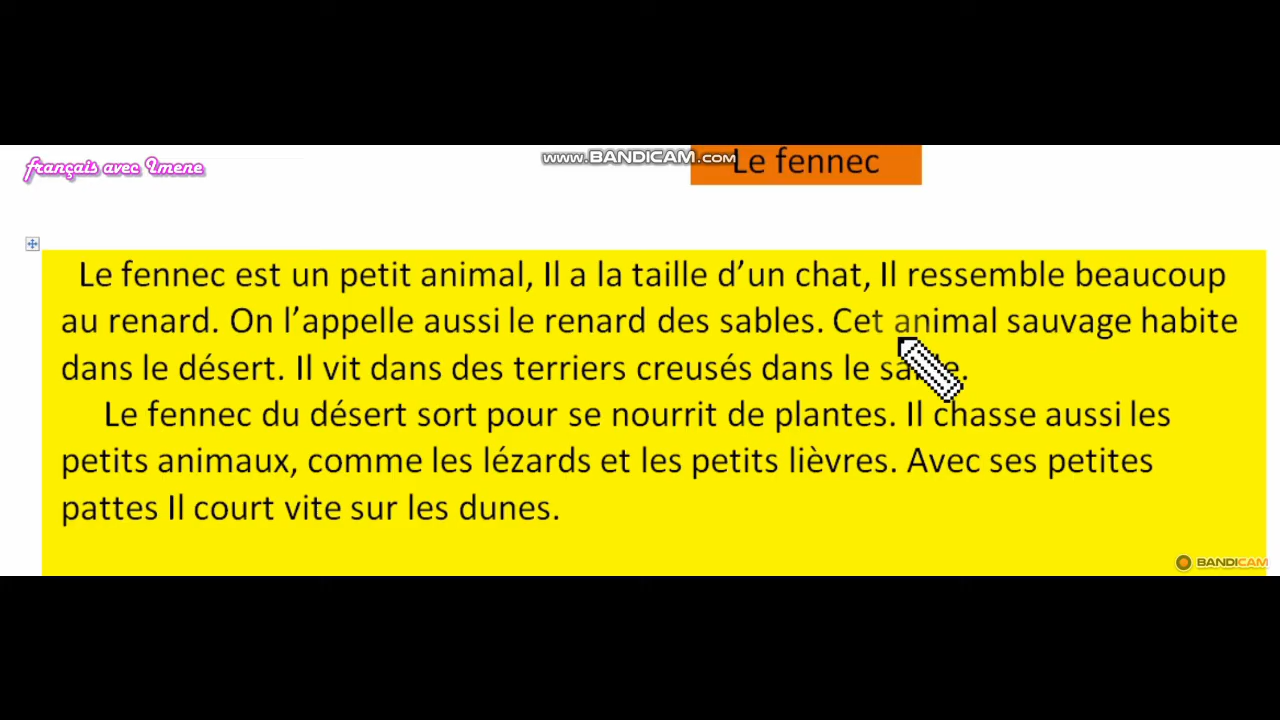 français avec Imene
www.BANDICAM.com
Le fennec
Le fennec est un petit animal, Il a la taille d’un chat, Il ressemble beaucoup
au renard. On l’appelle aussi le renard des sables. Cet animal sauvage habite
dans le désert. Il vit dans des terriers creusés dans le sable.
Le fennec du désert sort pour se nourrit de plantes. Il chasse aussi les
petits animaux, comme les lézards et les petits lièvres. Avec ses petites
pattes Il court vite sur les dunes.
BANDICAM